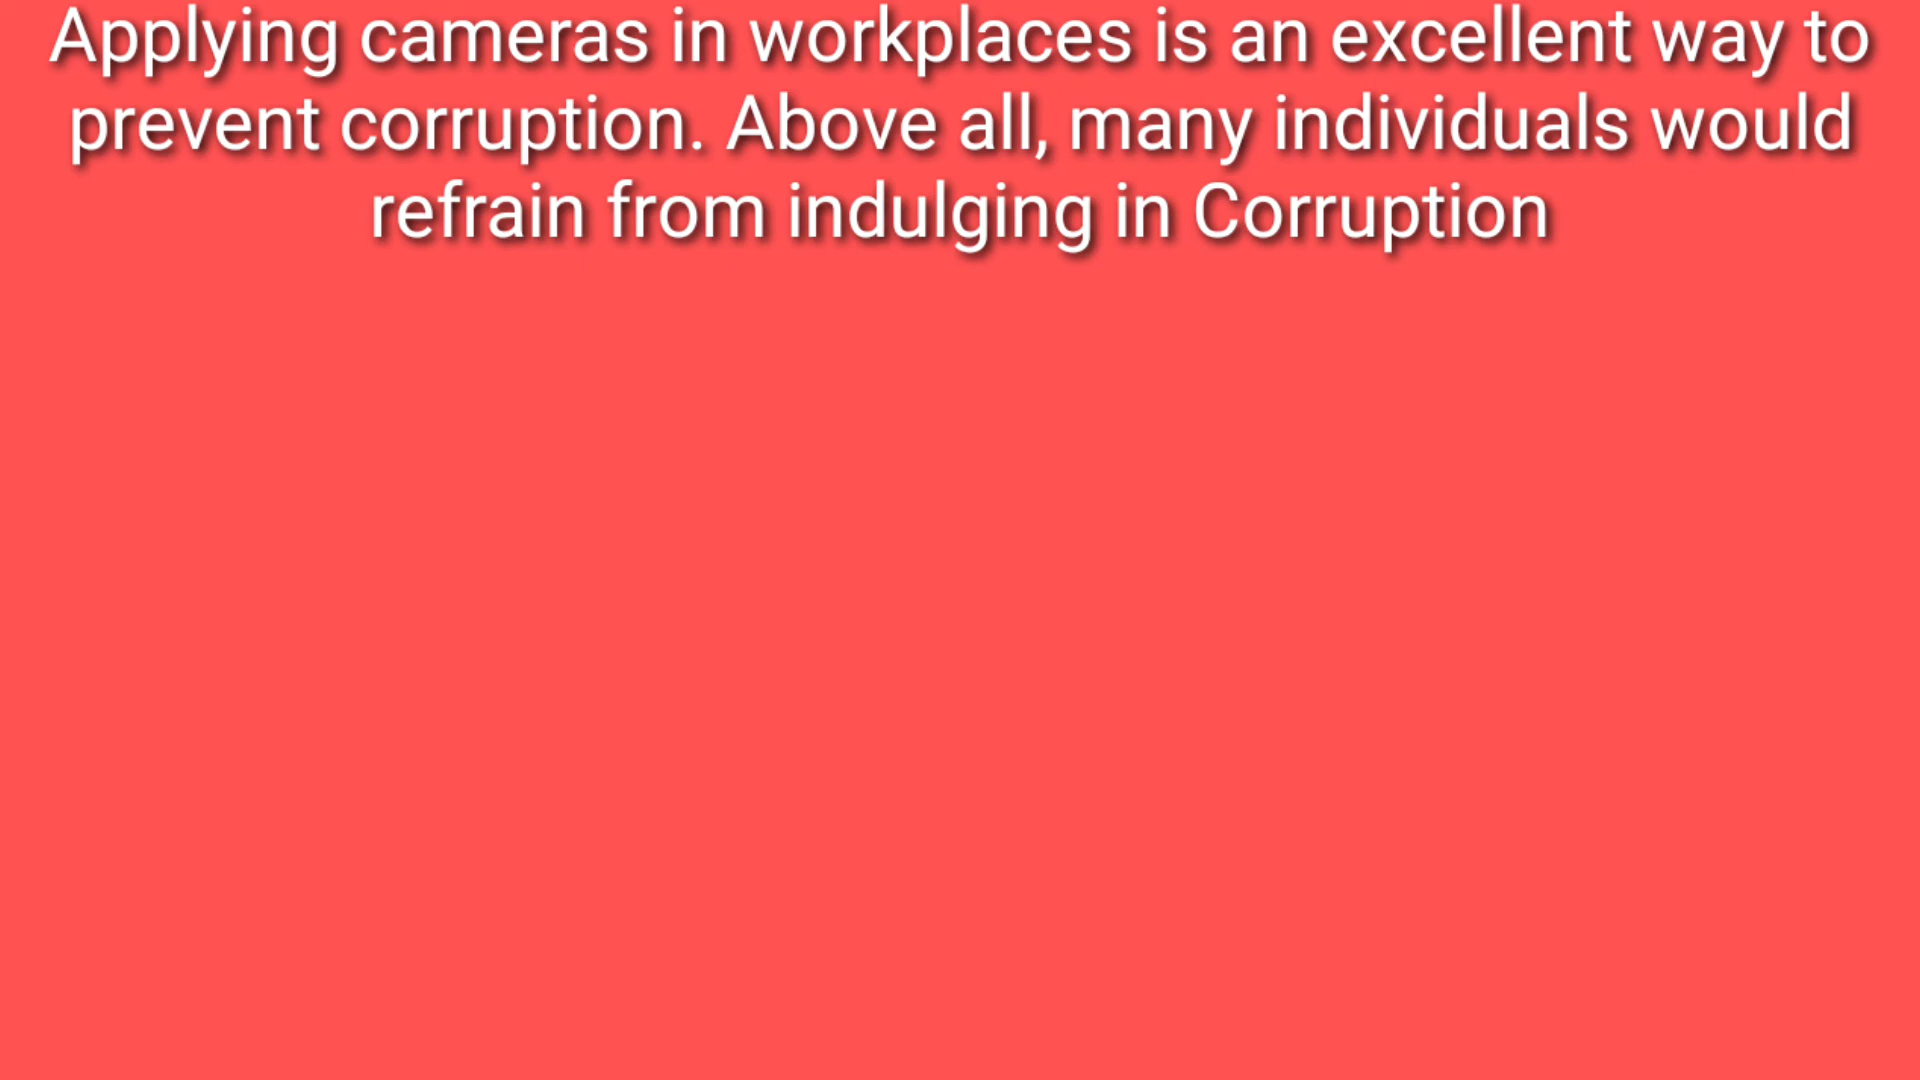 Applying cameras in workplaces is an excellent way to
prevent corruption. Above all, many individuals would
refrain from indulging in Corruption